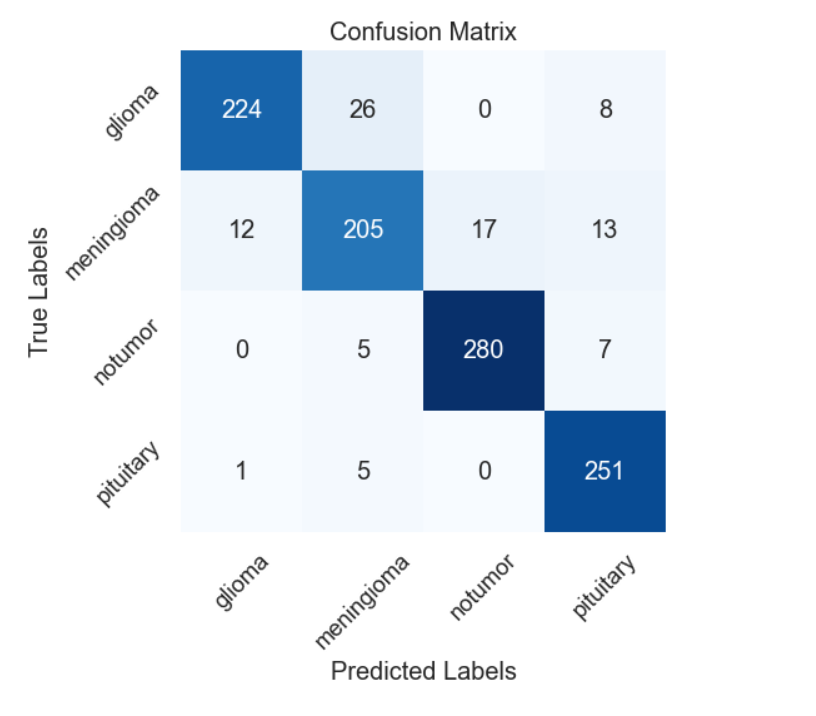 Confusion Matrix
glioma
224 26 0 8
meningioma
12 205 17 13
notumor
0 5 280 7
pituitary
1 5 0 251
True Labels
glioma meningioma notumor pituitary
Predicted Labels